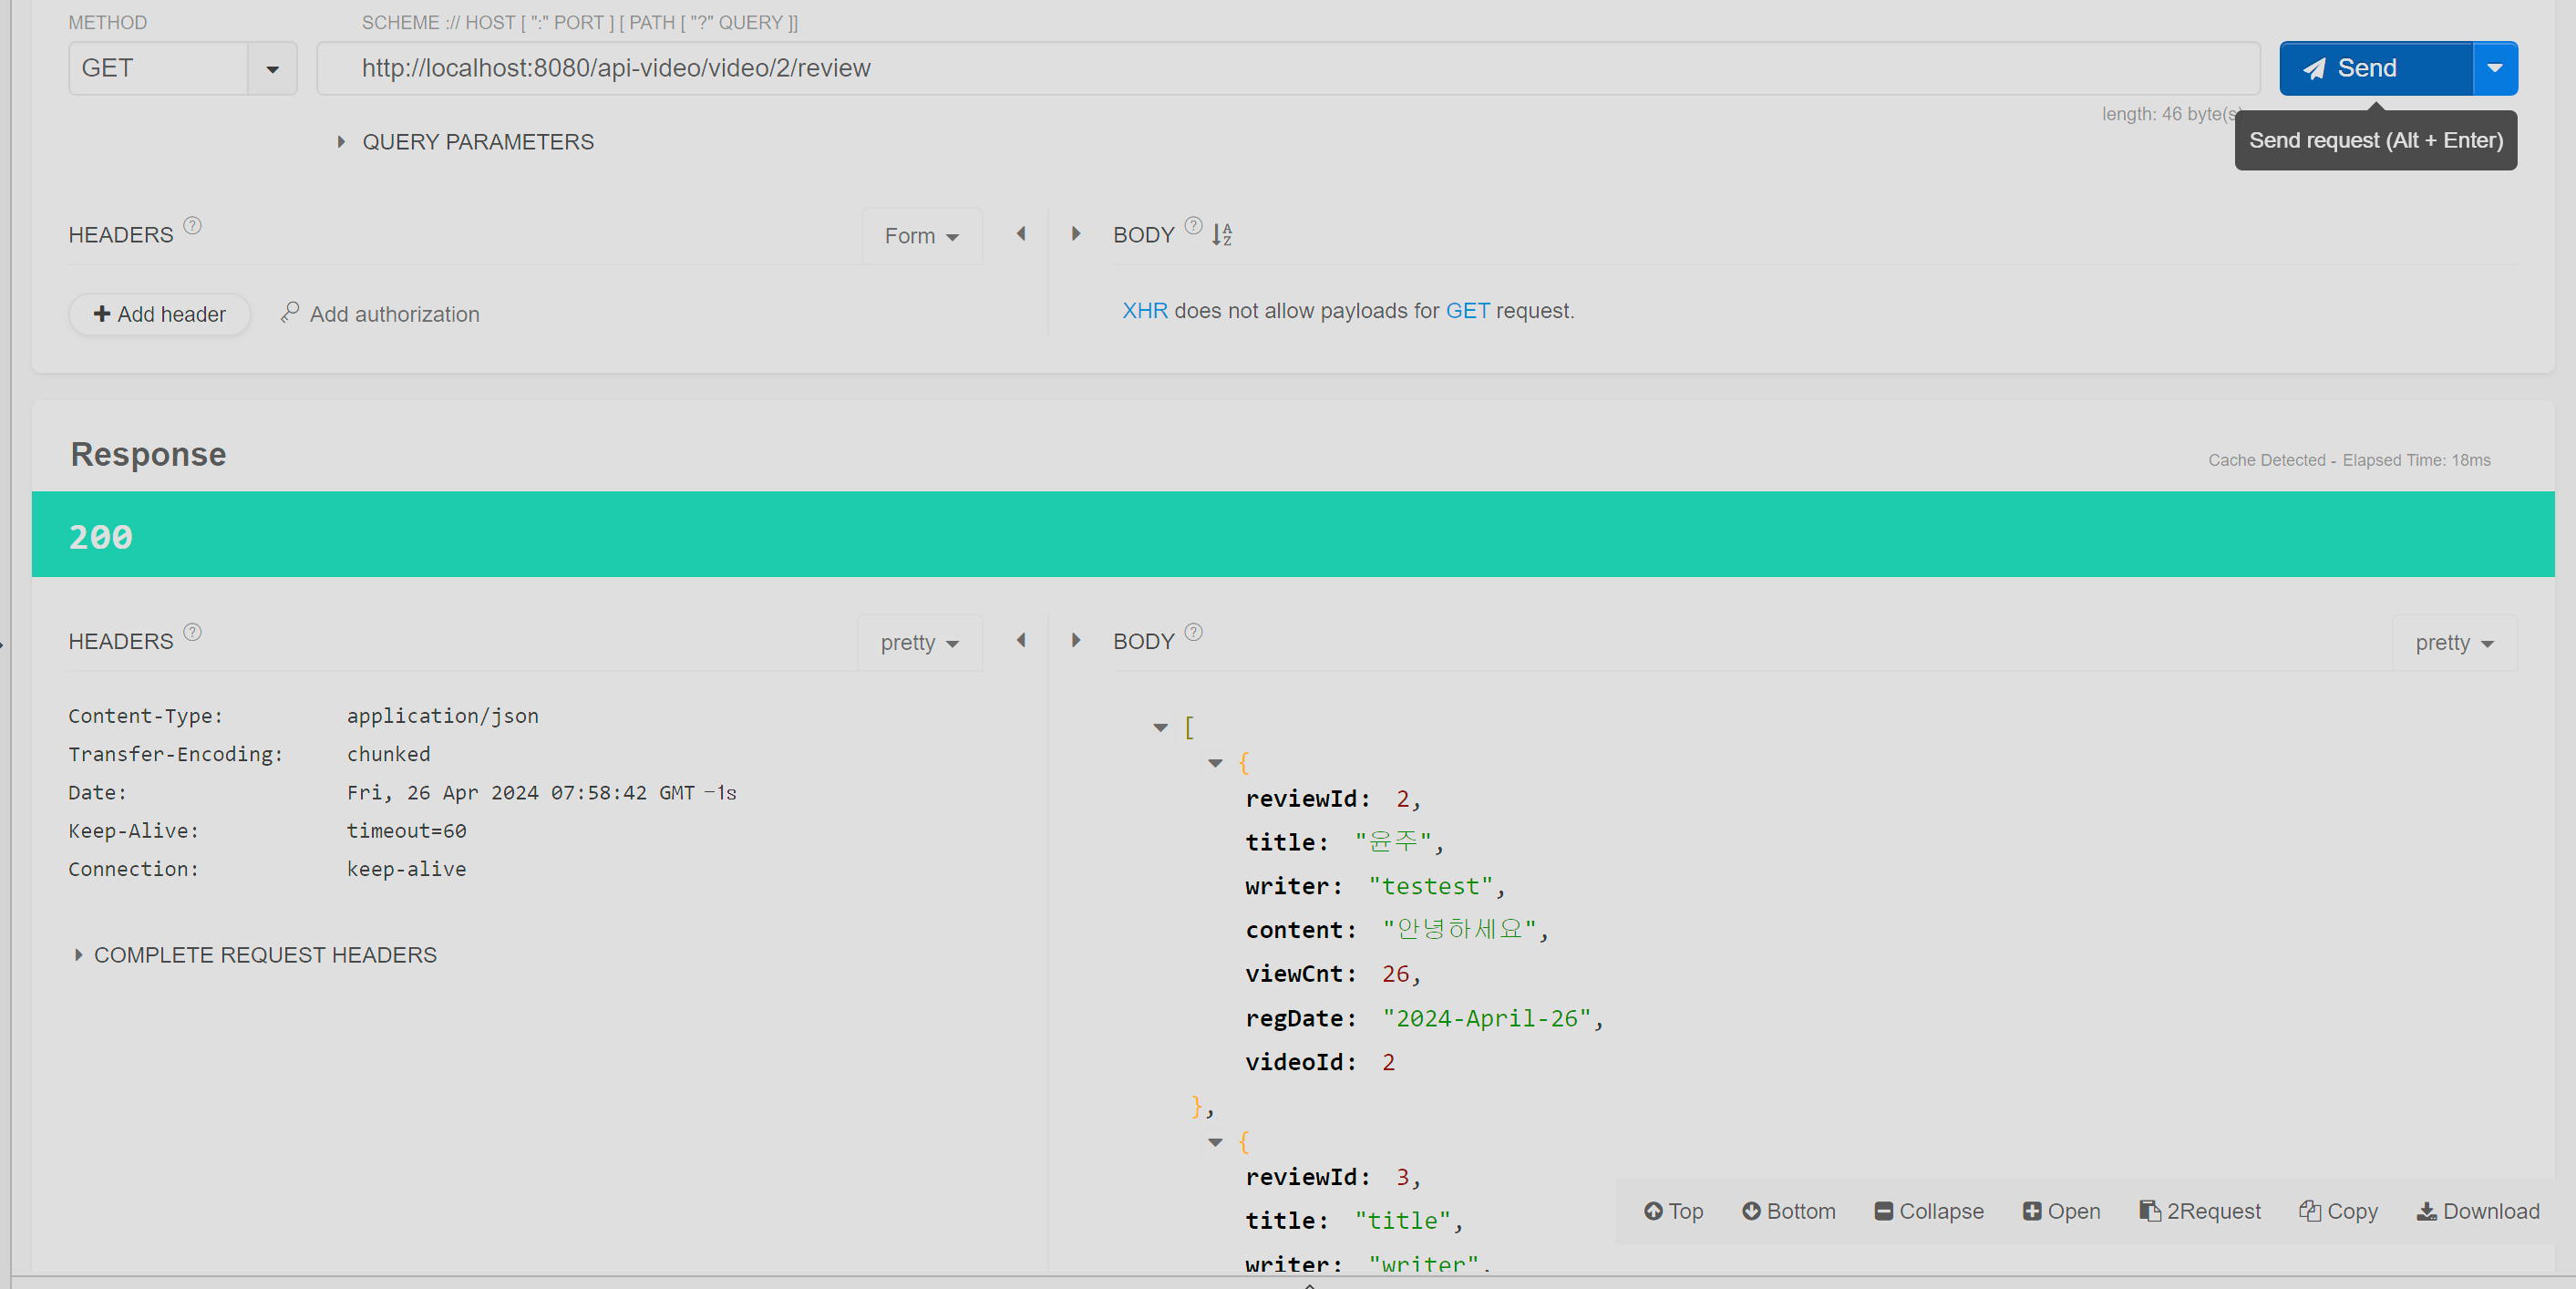 METHOD
SCHEME :// HOST [ ":" PORT ] [ PATH [ "?" QUERY ]]
GET
http://localhost:8080/api-video/video/2/review
Send
length: 46 byte(s)
Send request (Alt + Enter)
QUERY PARAMETERS
HEADERS ?
Form
BODY ? A Z
Add header
Add authorization
XHR does not allow payloads for GET request.
Response
Cache Detected - Elapsed Time: 18ms
200
HEADERS ?
pretty
BODY ?
pretty
Content-Type: application/json
Transfer-Encoding: chunked
Date: Fri, 26 Apr 2024 07:58:42 GMT -1s
Keep-Alive: timeout=60
Connection: keep-alive
COMPLETE REQUEST HEADERS
[
{
reviewId: 2,
title: "윤주",
writer: "testest",
content: "안녕하세요",
viewCnt: 26,
regDate: "2024-April-26",
videoId: 2
},
{
reviewId: 3,
title: "title",
writer: "writer",
Top
Bottom
Collapse
Open
2Request
Copy
Download